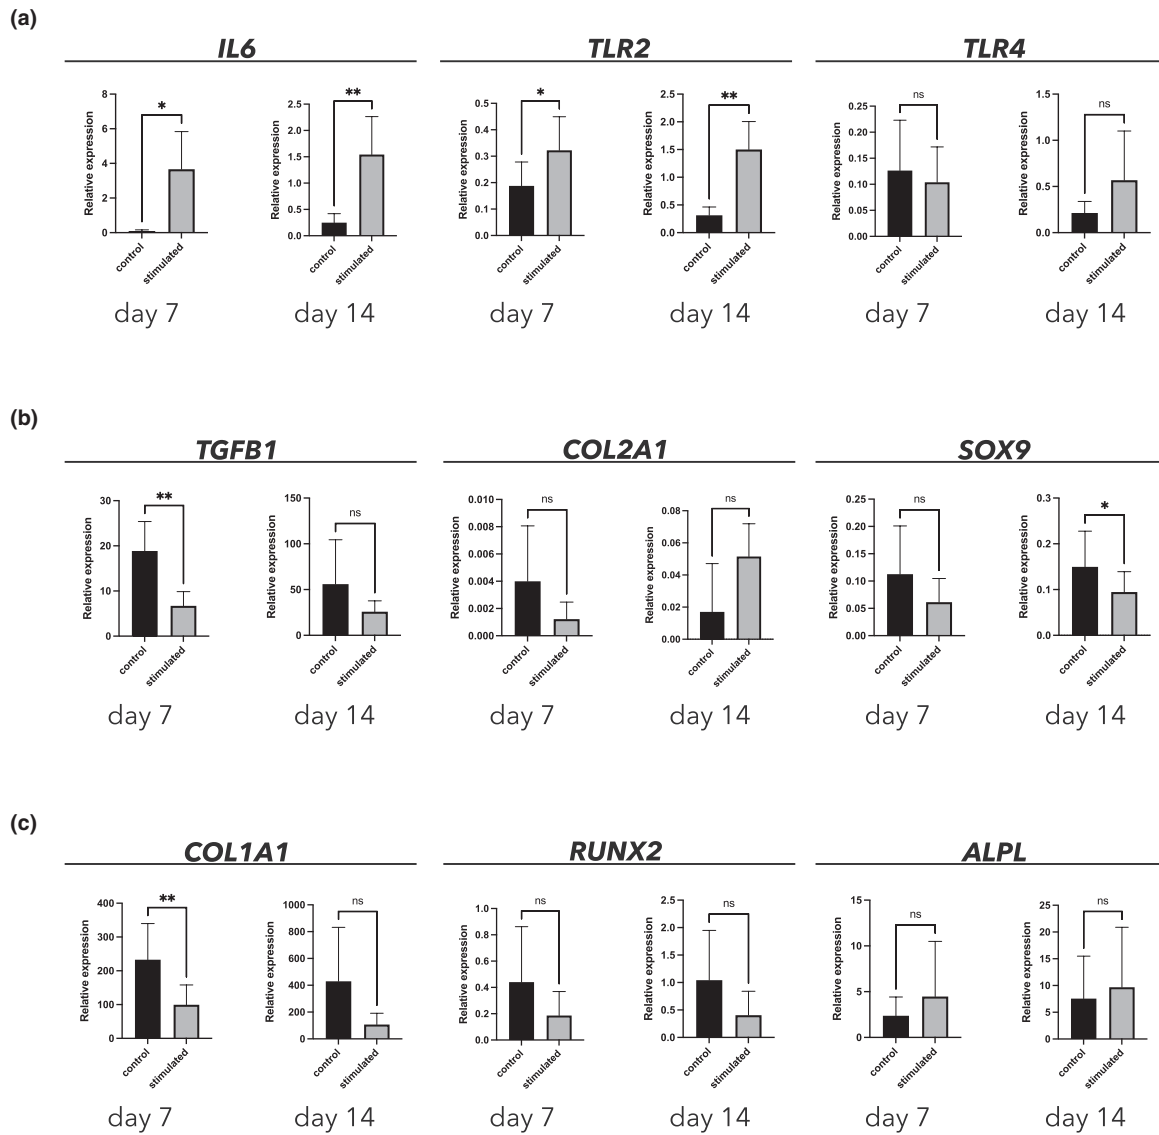 (a)
IL6 TLR2 TLR4
Relative expression 8 6 4 2 0 * control stimulated day 7
Relative expression 2.5 2.0 1.5 1.0 0.5 0.0 ** control stimulated day 14
Relative expression 0.5 0.4 0.3 0.2 0.1 0.0 * control stimulated day 7
Relative expression 2.5 2.0 1.5 1.0 0.5 0.0 ** control stimulated day 14
Relative expression 0.25 0.20 0.15 0.10 0.05 0.00 ns control stimulated day 7
Relative expression 1.5 1.0 0.5 0.0 ns control stimulated day 14
(b)
TGFB1 COL2A1 SOX9
Relative expression 30 20 10 0 ** control stimulated day 7
Relative expression 150 100 50 0 ns control stimulated day 14
Relative expression 0.010 0.008 0.006 0.004 0.002 0.000 ns control stimulated day 7
Relative expression 0.08 0.06 0.04 0.02 0.00 ns control stimulated day 14
Relative expression 0.25 0.20 0.15 0.10 0.05 0.00 ns control stimulated day 7
Relative expression 0.3 0.2 0.1 0.0 * control stimulated day 14
(c)
COL1A1 RUNX2 ALPL
Relative expression 400 300 200 100 0 ** control stimulated day 7
Relative expression 1000 800 600 400 200 0 ns control stimulated day 14
Relative expression 1.0 0.8 0.6 0.4 0.2 0.0 ns control stimulated day 7
Relative expression 2.5 2.0 1.5 1.0 0.5 0.0 ns control stimulated day 14
Relative expression 15 10 5 0 ns control stimulated day 7
Relative expression 25 20 15 10 5 0 ns control stimulated day 14